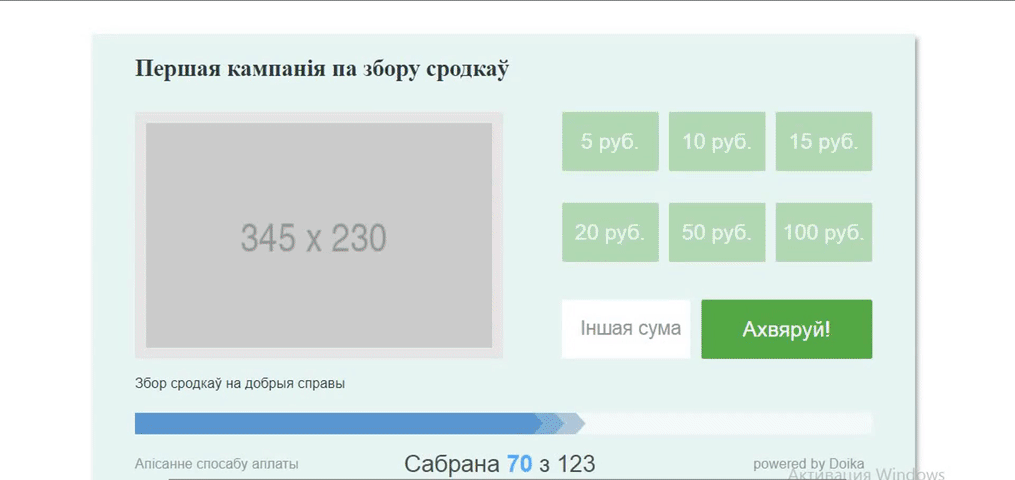 Першая кампанія па збору сродкаў
345 x 230
5 руб.
10 руб.
15 руб.
20 руб.
50 руб.
100 руб.
Іншая сума
Ахвяруй!
Збор сродкаў на добрыя справы
Апісанне спосабу аплаты
Сабрана 70 з 123
powered by Doika
Активация Windows